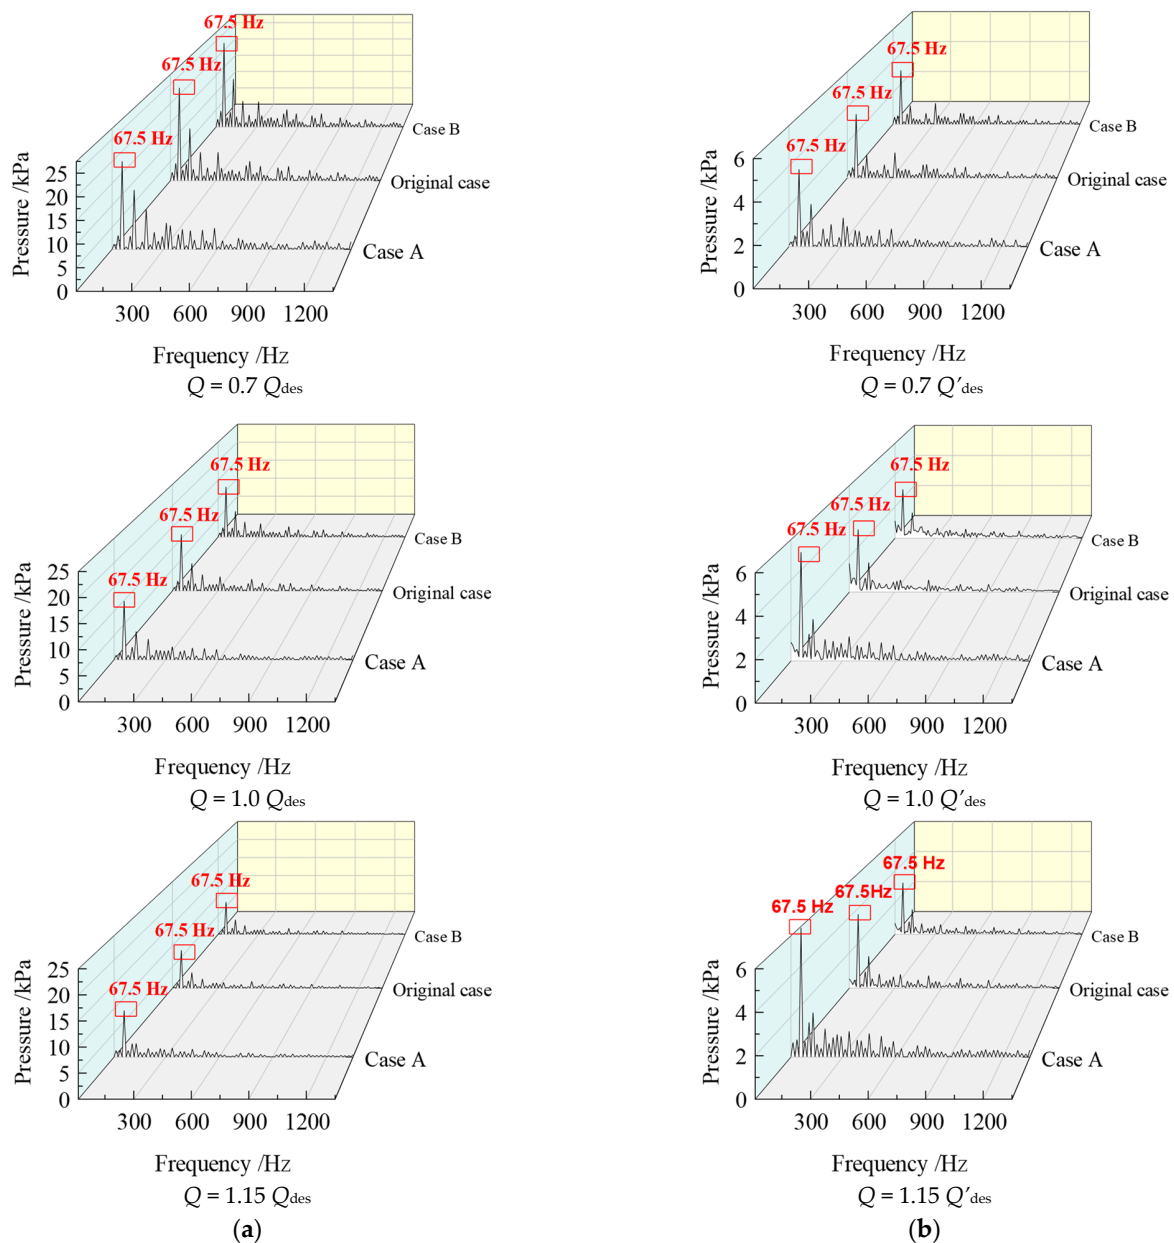 67.5 Hz
67.5 Hz
67.5 Hz
Case B
Original case
Case A
Pressure /kPa
25
20
15
10
5
0
300 600 900 1200
Frequency /Hz
Q = 0.7 Qdes
67.5 Hz
67.5 Hz
67.5 Hz
Case B
Original case
Case A
Pressure /kPa
6
4
2
0
300 600 900 1200
Frequency /Hz
Q = 0.7 Q′des
67.5 Hz
67.5 Hz
67.5 Hz
Case B
Original case
Case A
Pressure /kPa
25
20
15
10
5
0
300 600 900 1200
Frequency /Hz
Q = 1.0 Qdes
67.5 Hz
67.5 Hz
67.5 Hz
Case B
Original case
Case A
Pressure /kPa
6
4
2
0
300 600 900 1200
Frequency /Hz
Q = 1.0 Q′des
67.5 Hz
67.5 Hz
67.5 Hz
Case B
Original case
Case A
Pressure /kPa
25
20
15
10
5
0
300 600 900 1200
Frequency /Hz
Q = 1.15 Qdes
(a)
67.5 Hz
67.5Hz
67.5 Hz
Case B
Original case
Case A
Pressure /kPa
6
4
2
0
300 600 900 1200
Frequency /Hz
Q = 1.15 Q′des
(b)